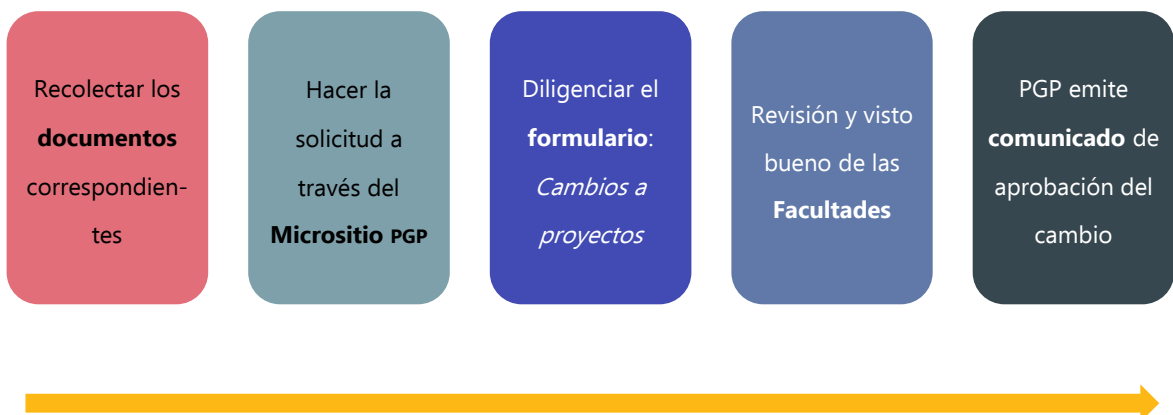 Recolectar los
documentos
correspondien-
tes
Hacer la
solicitud a
través del
Micrositio PGP
Diligenciar el
formulario:
Cambios a
proyectos
Revisión y visto
bueno de las
Facultades
PGP emite
comunicado de
aprobación del
cambio